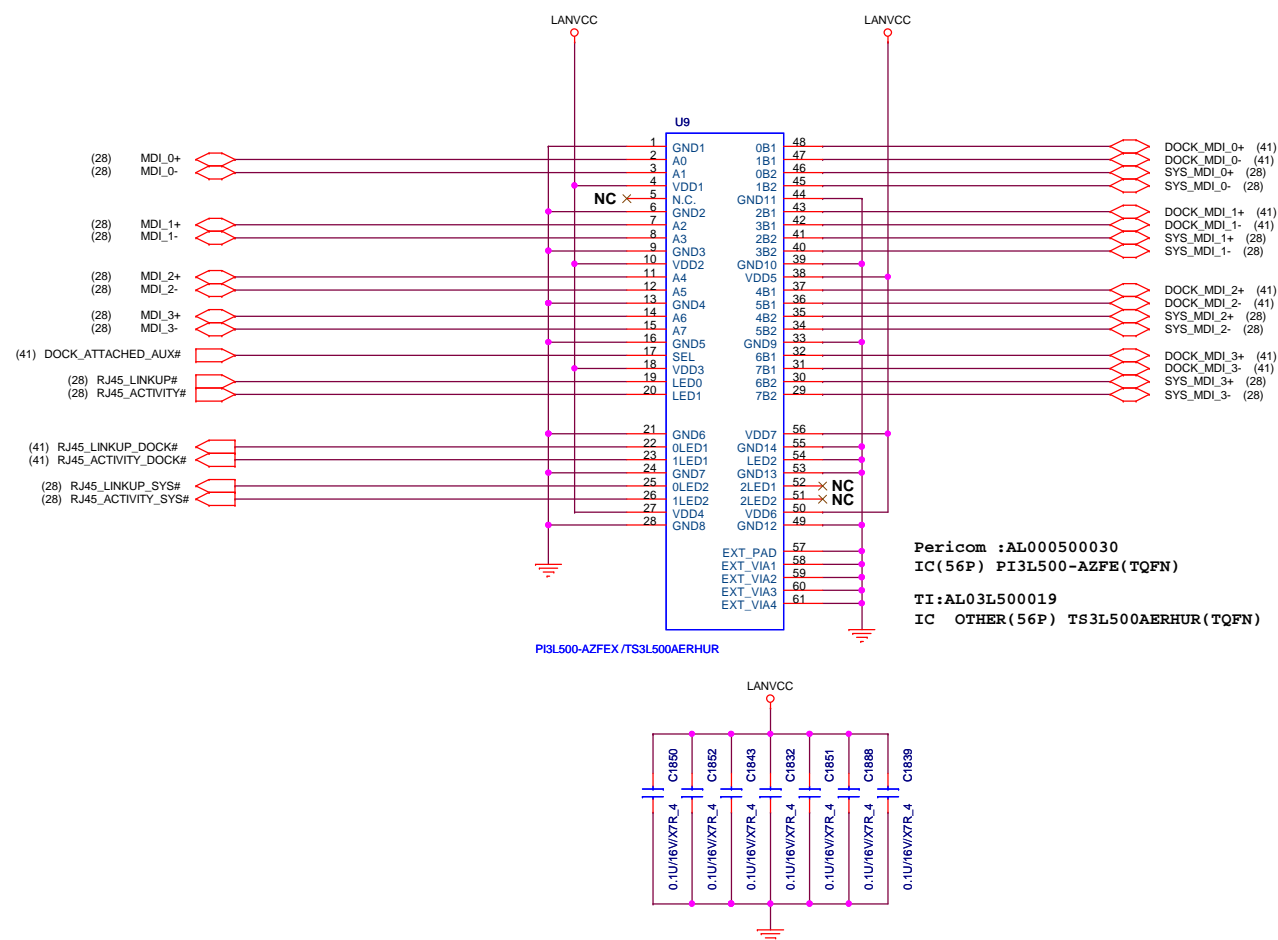 LANVCC
LANVCC
U9
(28) MDI_0+
(28) MDI_0-
(28) MDI_1+
(28) MDI_1-
(28) MDI_2+
(28) MDI_2-
(28) MDI_3+
(28) MDI_3-
(41) DOCK_ATTACHED_AUX#
(28) RJ45_LINKUP#
(28) RJ45_ACTIVITY#
(41) RJ45_LINKUP_DOCK#
(41) RJ45_ACTIVITY_DOCK#
(28) RJ45_LINKUP_SYS#
(28) RJ45_ACTIVITY_SYS#
NC
1 GND1
2 A0
3 A1
4 VDD1
5 N.C.
6 GND2
7 A2
8 A3
9 GND3
10 VDD2
11 A4
12 A5
13 GND4
14 A6
15 A7
16 GND5
17 SEL
18 VDD3
19 LED0
20 LED1
21 GND6
22 0LED1
23 1LED1
24 GND7
25 0LED2
26 1LED2
27 VDD4
28 GND8
0B1 48
1B1 47
0B2 46
1B2 45
GND11 44
2B1 43
3B1 42
2B2 41
3B2 40
GND10 39
VDD5 38
4B1 37
5B1 36
4B2 35
5B2 34
GND9 33
6B1 32
7B1 31
6B2 30
7B2 29
VDD7 56
GND14 55
LED2 54
GND13 53
2LED1 52 NC
2LED2 51 NC
VDD6 50
GND12 49
EXT_PAD 57
EXT_VIA1 58
EXT_VIA2 59
EXT_VIA3 60
EXT_VIA4 61
DOCK_MDI_0+ (41)
DOCK_MDI_0- (41)
SYS_MDI_0+ (28)
SYS_MDI_0- (28)
DOCK_MDI_1+ (41)
DOCK_MDI_1- (41)
SYS_MDI_1+ (28)
SYS_MDI_1- (28)
DOCK_MDI_2+ (41)
DOCK_MDI_2- (41)
SYS_MDI_2+ (28)
SYS_MDI_2- (28)
DOCK_MDI_3+ (41)
DOCK_MDI_3- (41)
SYS_MDI_3+ (28)
SYS_MDI_3- (28)
Pericom :AL000500030
IC(56P) PI3L500-AZFE(TQFN)
TI:AL03L500019
IC OTHER(56P) TS3L500AERHUR(TQFN)
PI3L500-AZFEX /TS3L500AERHUR
LANVCC
C1850
0.1U/16V/X7R_4
C1852
0.1U/16V/X7R_4
C1843
0.1U/16V/X7R_4
C1832
0.1U/16V/X7R_4
C1851
0.1U/16V/X7R_4
C1888
0.1U/16V/X7R_4
C1839
0.1U/16V/X7R_4